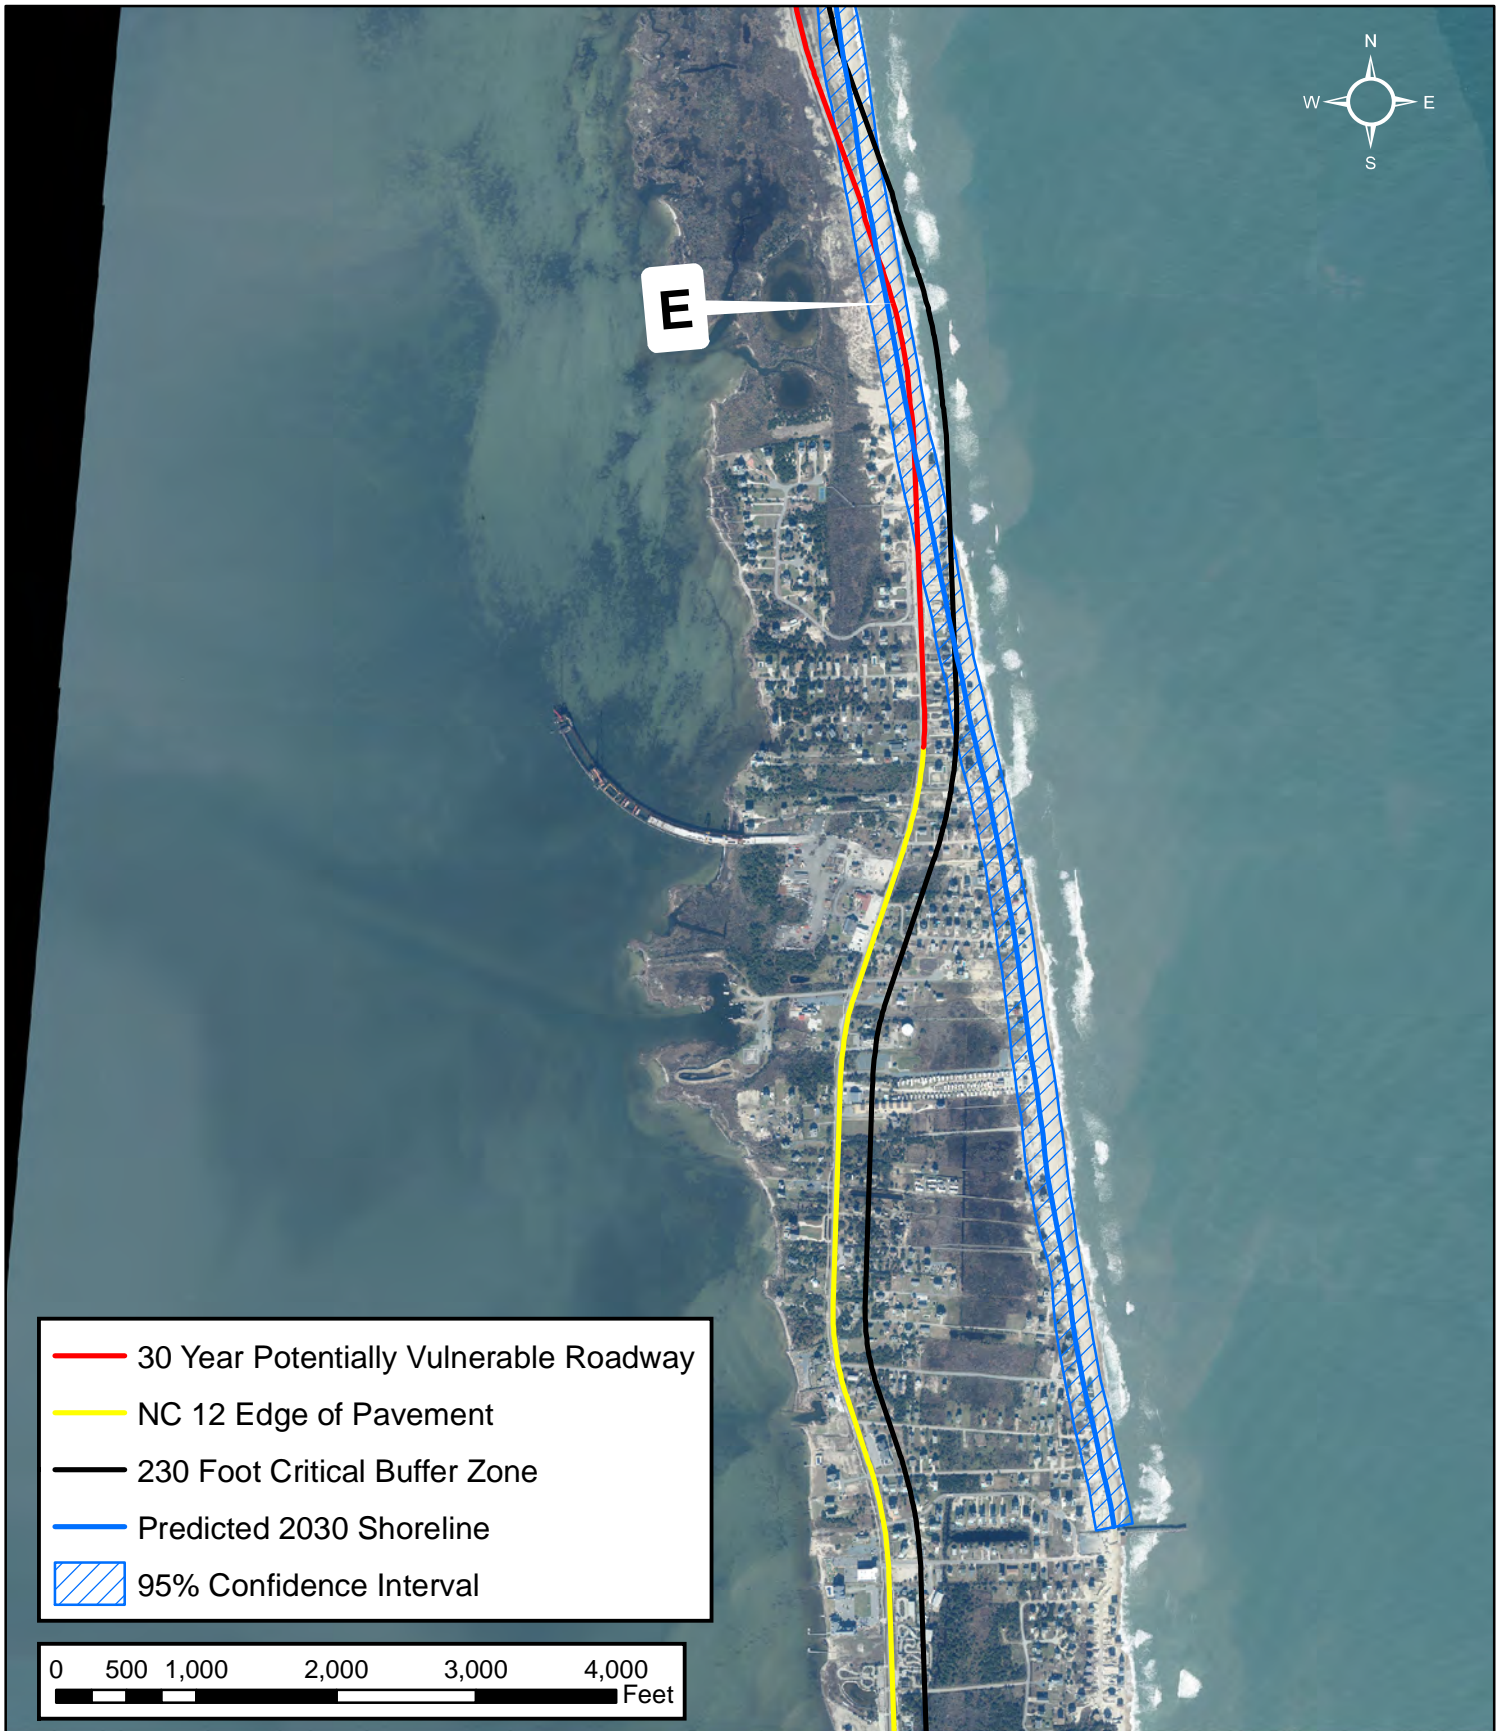 N
W E
S
E
30 Year Potentially Vulnerable Roadway
NC 12 Edge of Pavement
230 Foot Critical Buffer Zone
Predicted 2030 Shoreline
95% Confidence Interval
0 500 1,000 2,000 3,000 4,000
Feet